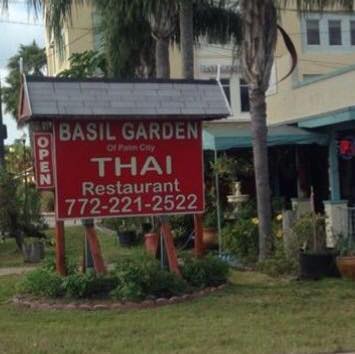 BASIL GARDEN
Of Palm City
OPEN
THAI
Restaurant
772-221-2522